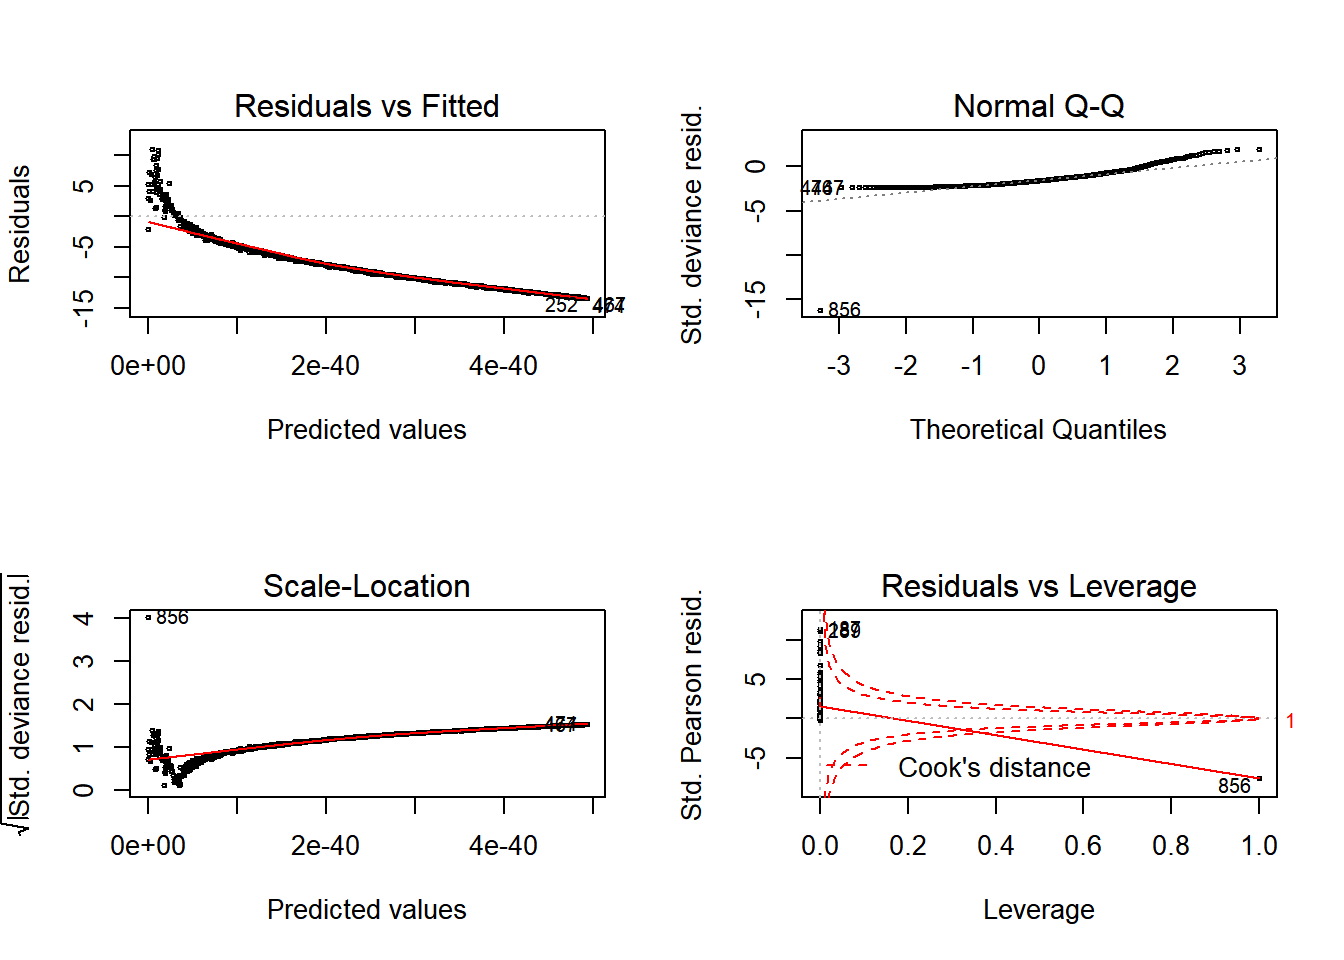 Residuals vs Fitted
Residuals
5
-5
-15
252
0e+00
2e-40
4e-40
Predicted values
Normal Q-Q
Std. deviance resid.
0
-5
-15
856
-3
-2
-1
0
1
2
3
Theoretical Quantiles
Scale-Location
√|Std. deviance resid.|
4
3
2
1
0
856
0e+00
2e-40
4e-40
Predicted values
Residuals vs Leverage
Std. Pearson resid.
5
-5
1
Cook's distance
856
0.0
0.2
0.4
0.6
0.8
1.0
Leverage